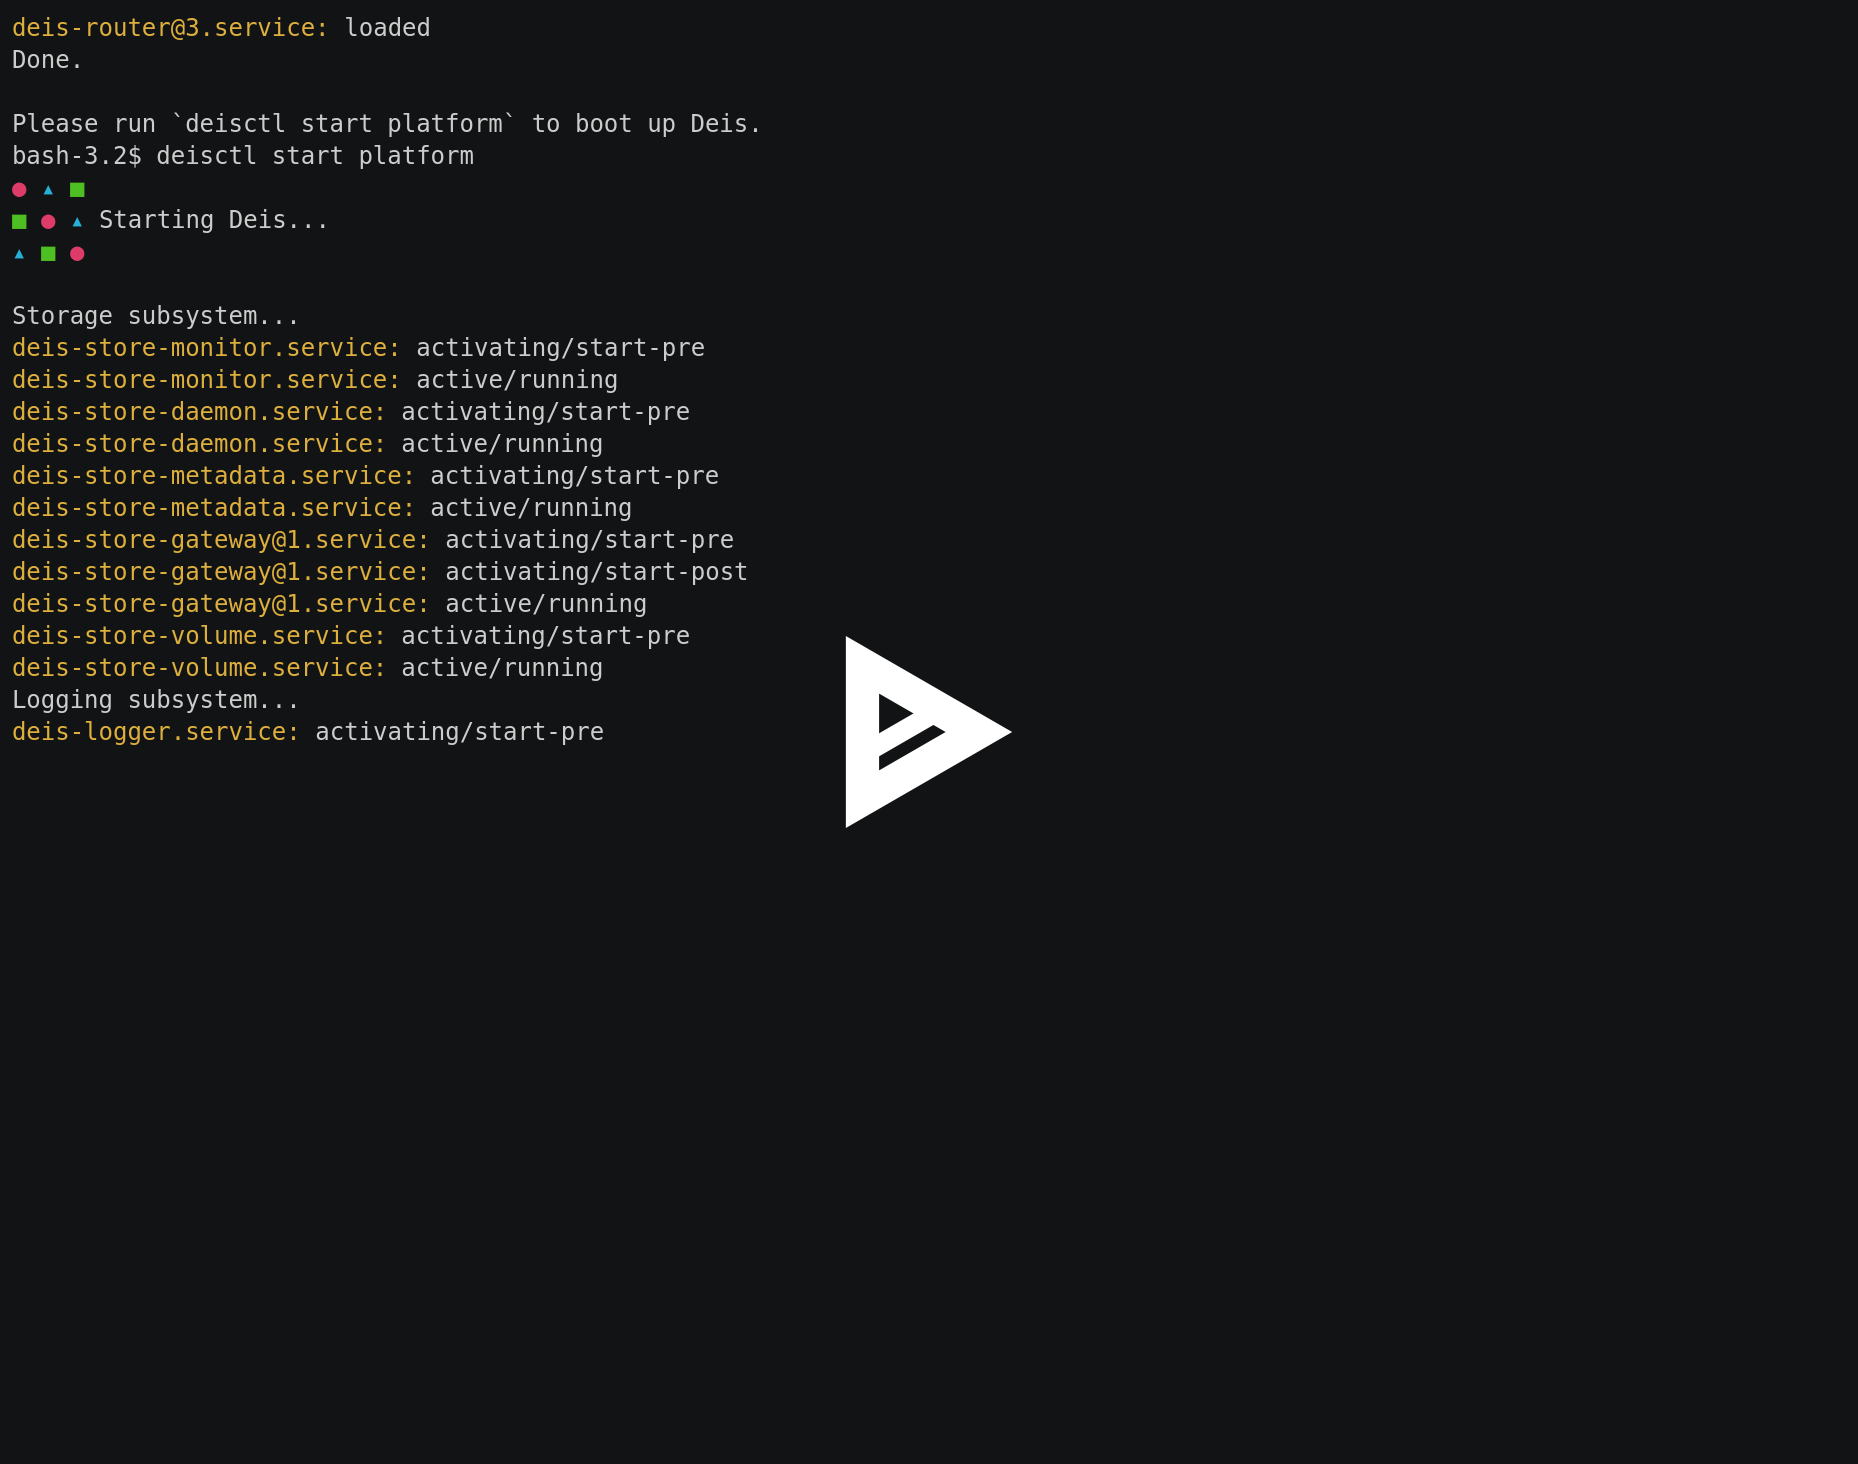 deis-router@3.service: loaded
Done.
Please run `deisctl start platform` to boot up Deis.
bash-3.2$ deisctl start platform
● ▲ ■
■ ● ▲ Starting Deis...
▲ ■ ●
Storage subsystem...
deis-store-monitor.service: activating/start-pre
deis-store-monitor.service: active/running
deis-store-daemon.service: activating/start-pre
deis-store-daemon.service: active/running
deis-store-metadata.service: activating/start-pre
deis-store-metadata.service: active/running
deis-store-gateway@1.service: activating/start-pre
deis-store-gateway@1.service: activating/start-post
deis-store-gateway@1.service: active/running
deis-store-volume.service: activating/start-pre
deis-store-volume.service: active/running
Logging subsystem...
deis-logger.service: activating/start-pre